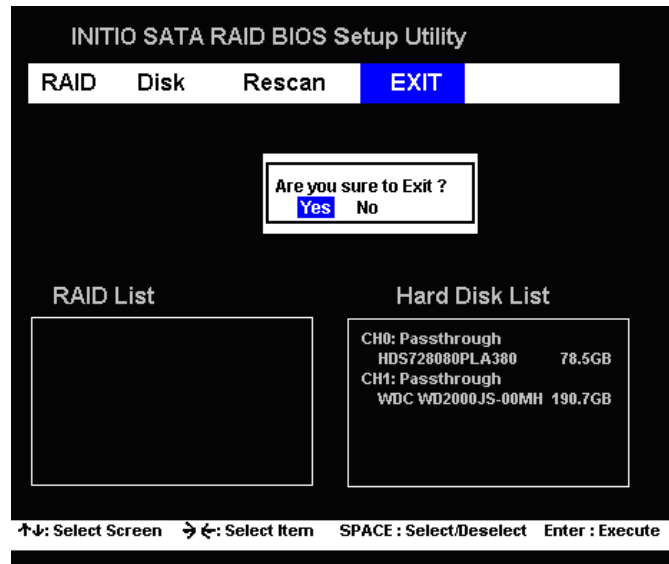 INITIO SATA RAID BIOS Setup Utility
RAID Disk Rescan EXIT
Are you sure to Exit ?
Yes No
RAID List
Hard Disk List
CH0: Passthrough
HDS728080PLA380 78.5GB
CH1: Passthrough
WDC WD2000JS-00MH 190.7GB
↑↓: Select Screen →←: Select Item SPACE : Select/Deselect Enter : Execute